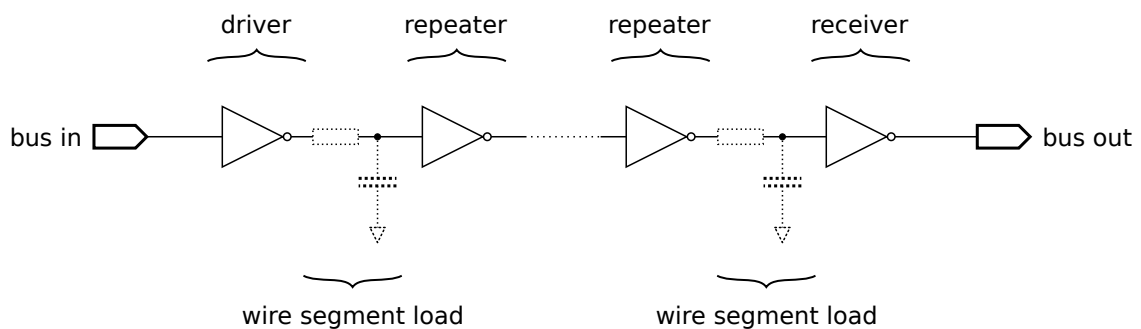 driver
repeater
repeater
receiver
bus in
bus out
wire segment load
wire segment load